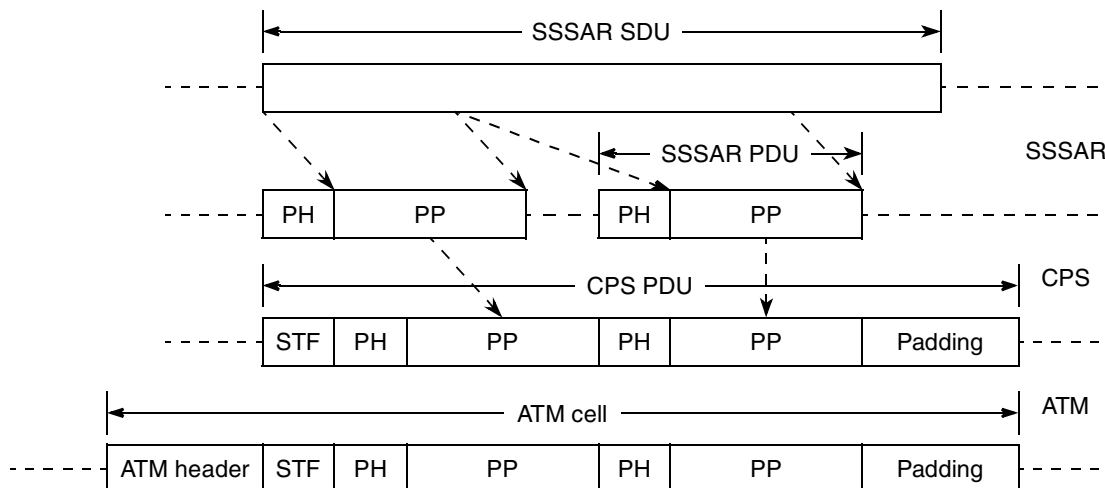 SSSAR SDU
SSSAR PDU
SSSAR
PH PP PH PP
CPS PDU
CPS
STF PH PP PH PP Padding
ATM cell
ATM
ATM header STF PH PP PH PP Padding